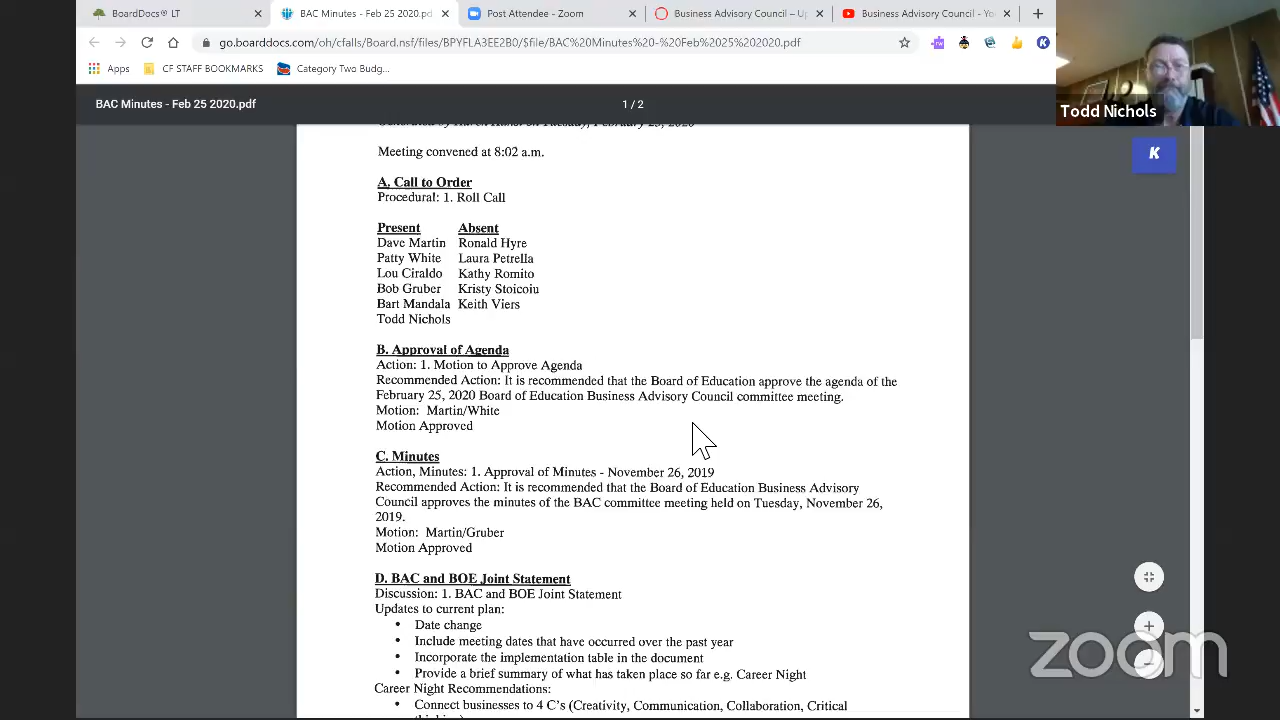 BoardDocs® LT
BAC Minutes - Feb 25 2020.pd
Post Attendee - Zoom
Business Advisory Council – Up
Business Advisory Council - Yo
go.boarddocs.com/oh/cfalls/Board.nsf/files/BPYFLA3EE2B0/$file/BAC%20Minutes%20-%20Feb%2025%202020.pdf
Apps
CF STAFF BOOKMARKS
Category Two Budg...
BAC Minutes - Feb 25 2020.pdf
1 / 2
Todd Nichols
K
Meeting convened at 8:02 a.m.
A. Call to Order
Procedural: 1. Roll Call
Present Absent
Dave Martin Ronald Hyre
Patty White Laura Petrella
Lou Ciraldo Kathy Romito
Bob Gruber Kristy Stoicoiu
Bart Mandala Keith Viers
Todd Nichols
B. Approval of Agenda
Action: 1. Motion to Approve Agenda
Recommended Action: It is recommended that the Board of Education approve the agenda of the
February 25, 2020 Board of Education Business Advisory Council committee meeting.
Motion: Martin/White
Motion Approved
C. Minutes
Action, Minutes: 1. Approval of Minutes - November 26, 2019
Recommended Action: It is recommended that the Board of Education Business Advisory
Council approves the minutes of the BAC committee meeting held on Tuesday, November 26,
2019.
Motion: Martin/Gruber
Motion Approved
D. BAC and BOE Joint Statement
Discussion: 1. BAC and BOE Joint Statement
Updates to current plan:
• Date change
• Include meeting dates that have occurred over the past year
• Incorporate the implementation table in the document
• Provide a brief summary of what has taken place so far e.g. Career Night
Career Night Recommendations:
• Connect businesses to 4 C's (Creativity, Communication, Collaboration, Critical
zoom